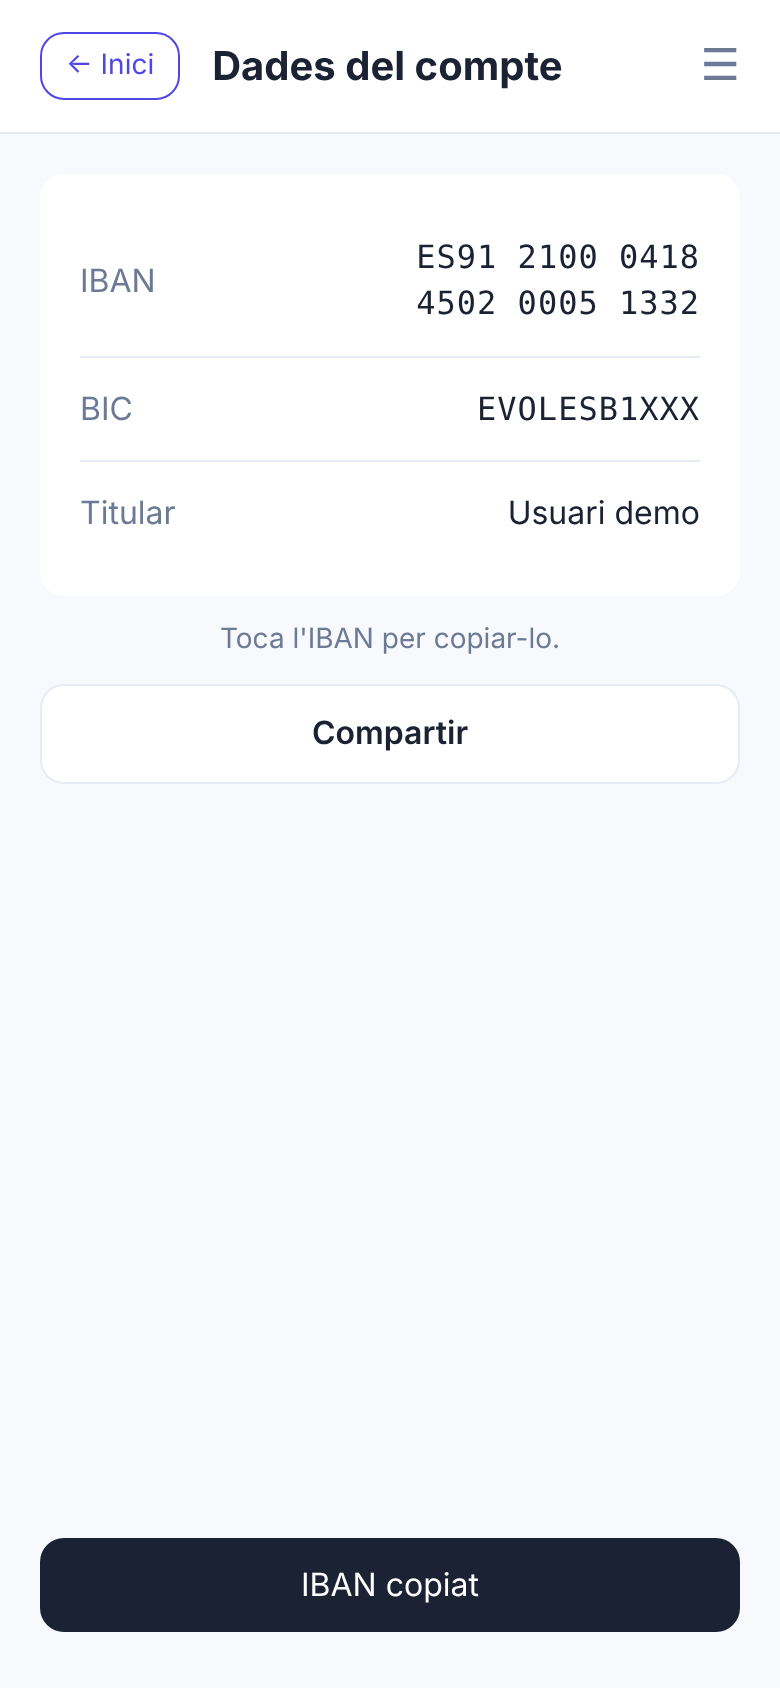 ← Inici
Dades del compte
IBAN
ES91 2100 0418
4502 0005 1332
BIC
EVOLESB1XXX
Titular
Usuari demo
Toca l'IBAN per copiar-lo.
Compartir
IBAN copiat